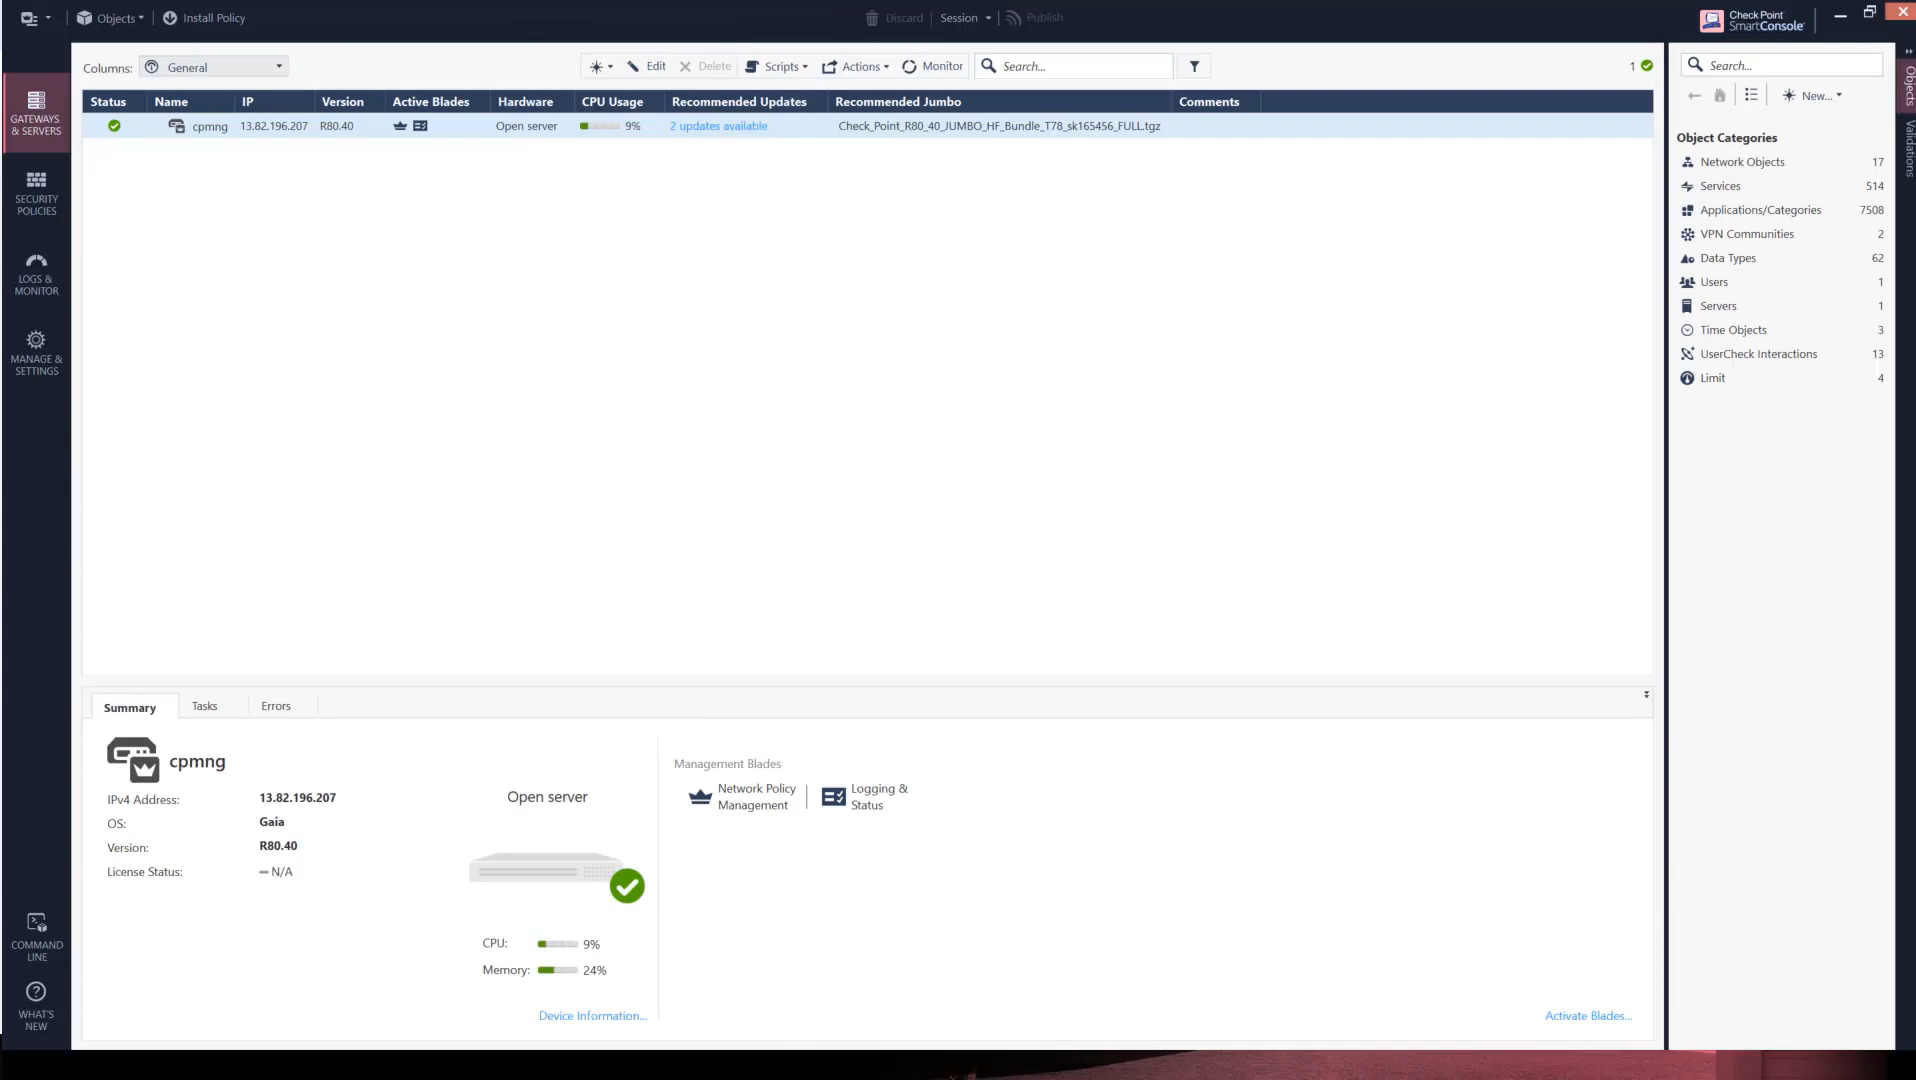 Objects
Install Policy
Discard
Session
Publish
Check Point
SmartConsole
Columns:
General
Edit
Delete
Scripts
Actions
Monitor
Search...
1
Status
Name
IP
Version
Active Blades
Hardware
CPU Usage
Recommended Updates
Recommended Jumbo
Comments
cpmng
13.82.196.207
R80.40
Open server
9%
2 updates available
Check_Point_R80_40_JUMBO_HF_Bundle_T78_sk165456_FULL.tgz
GATEWAYS
& SERVERS
SECURITY
POLICIES
LOGS &
MONITOR
MANAGE &
SETTINGS
COMMAND
LINE
WHAT'S
NEW
Summary
Tasks
Errors
cpmng
IPv4 Address:
13.82.196.207
OS:
Gaia
Version:
R80.40
License Status:
N/A
Open server
CPU:
9%
Memory:
24%
Device Information...
Management Blades
Network Policy
Management
Logging &
Status
Activate Blades...
Search...
New...
Object Categories
Network Objects
17
Services
514
Applications/Categories
7508
VPN Communities
2
Data Types
62
Users
1
Servers
1
Time Objects
3
UserCheck Interactions
13
Limit
4
Objects
Validations